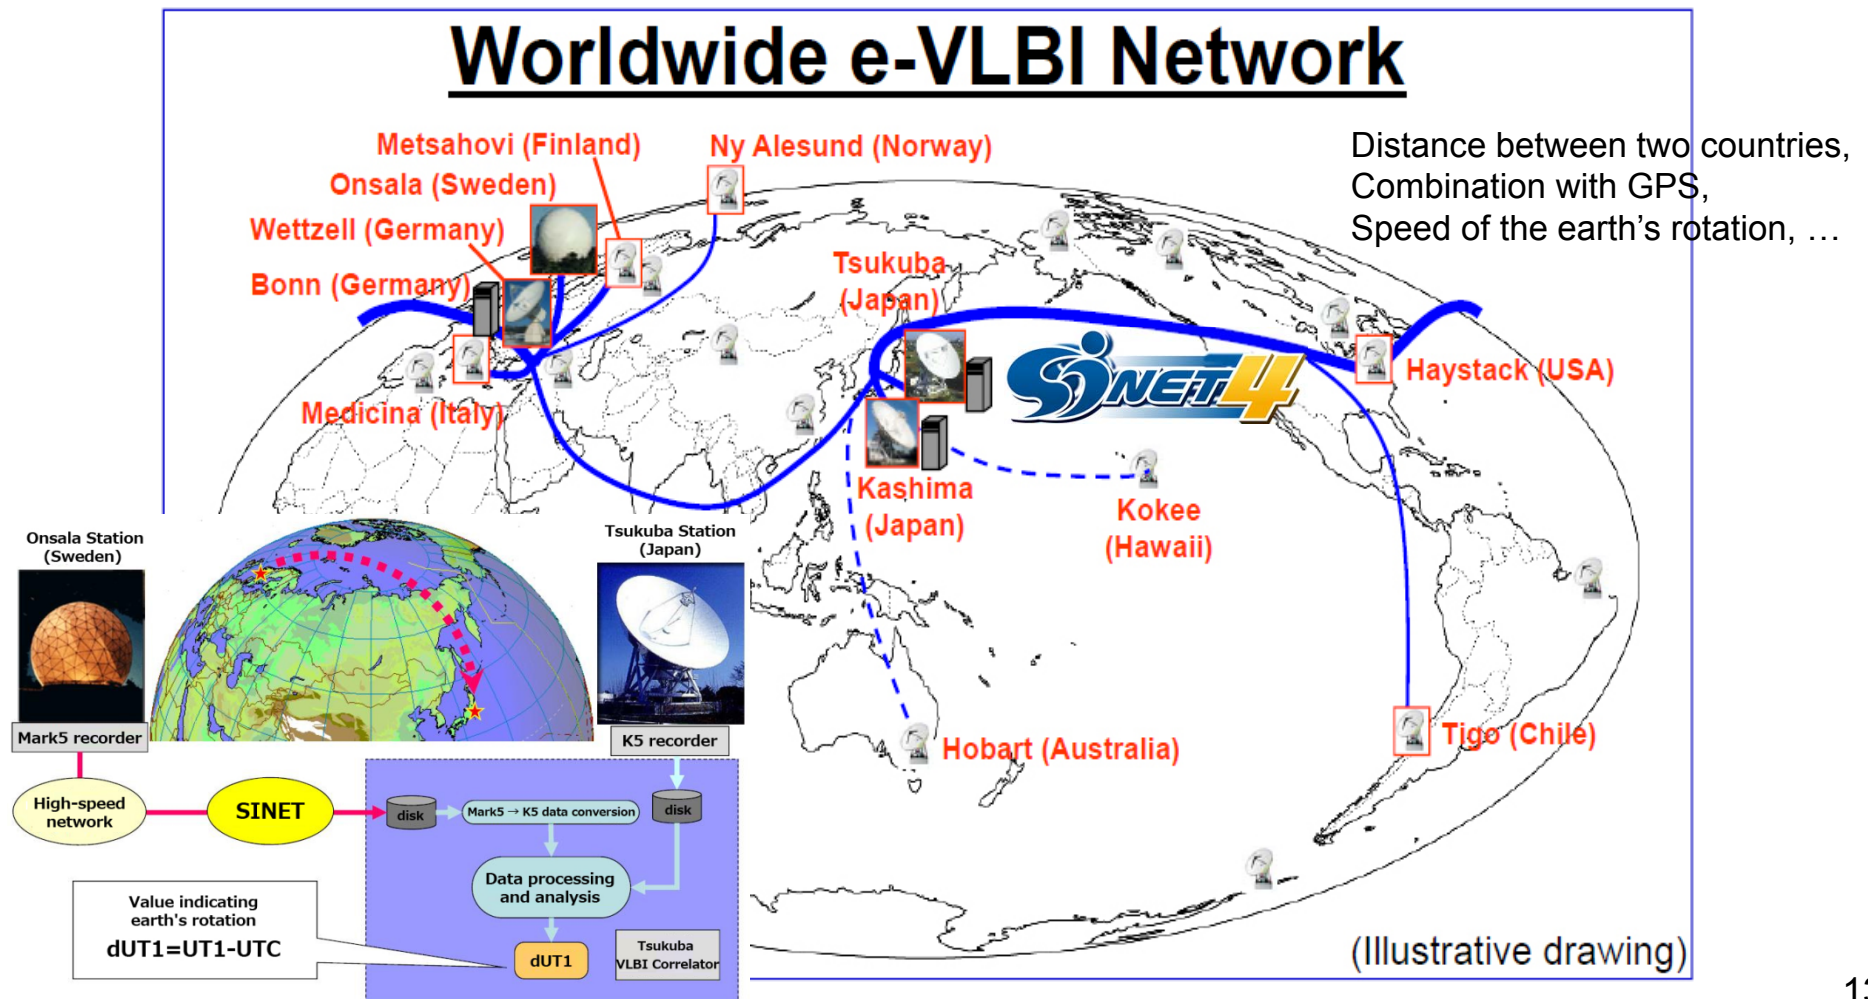 Worldwide e-VLBI Network
Distance between two countries,
Combination with GPS,
Speed of the earth's rotation, …
Metsahovi (Finland)
Ny Alesund (Norway)
Onsala (Sweden)
Wettzell (Germany)
Bonn (Germany)
Medicina (Italy)
Tsukuba
(Japan)
SINET4
Haystack (USA)
Kashima
(Japan)
Kokee
(Hawaii)
Hobart (Australia)
Tigo (Chile)
Onsala Station
(Sweden)
Tsukuba Station
(Japan)
Mark5 recorder
K5 recorder
High-speed
network
SINET
disk
Mark5 → K5 data conversion
disk
Data processing
and analysis
Value indicating
earth's rotation
dUT1=UT1-UTC
dUT1
Tsukuba
VLBI Correlator
(Illustrative drawing)